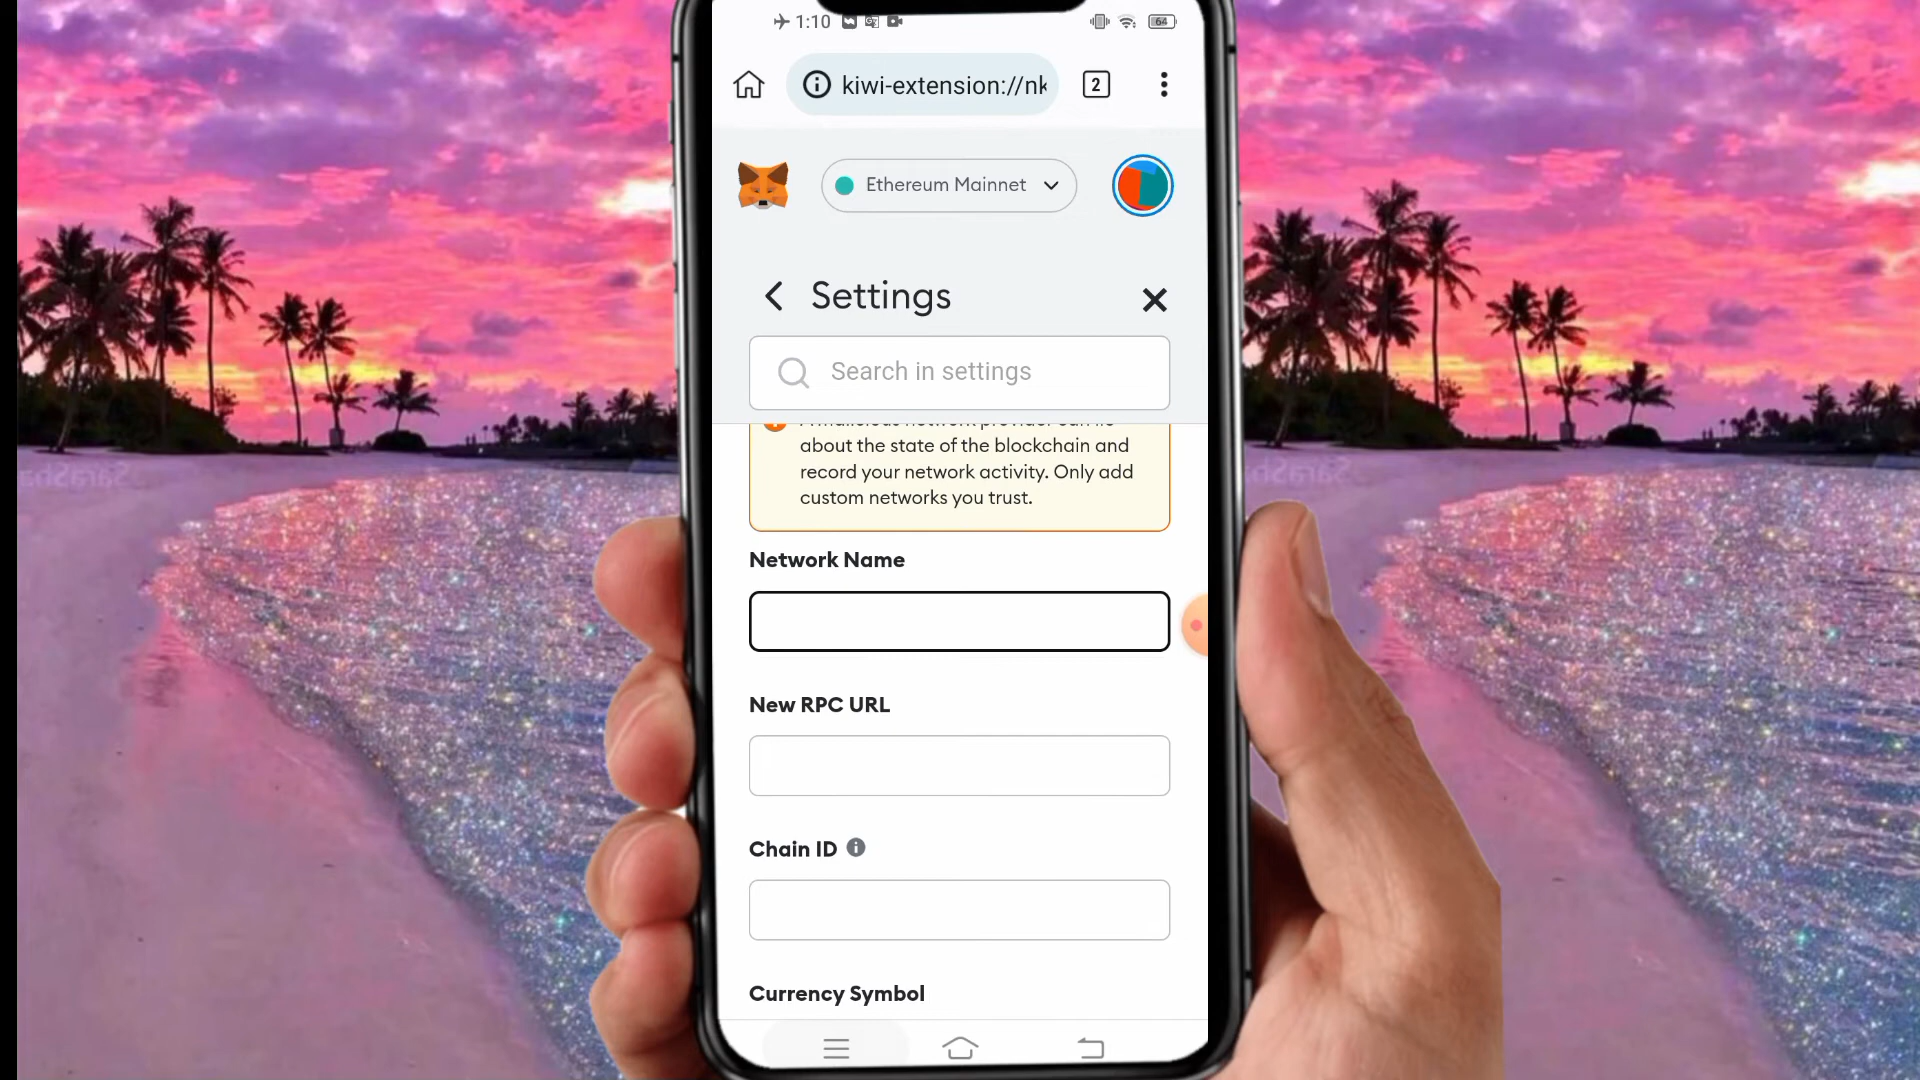 1:10
64
kiwi-extension://nk
2
Ethereum Mainnet
Settings
Search in settings
about the state of the blockchain and
record your network activity. Only add
custom networks you trust.
Network Name
New RPC URL
Chain ID
Currency Symbol